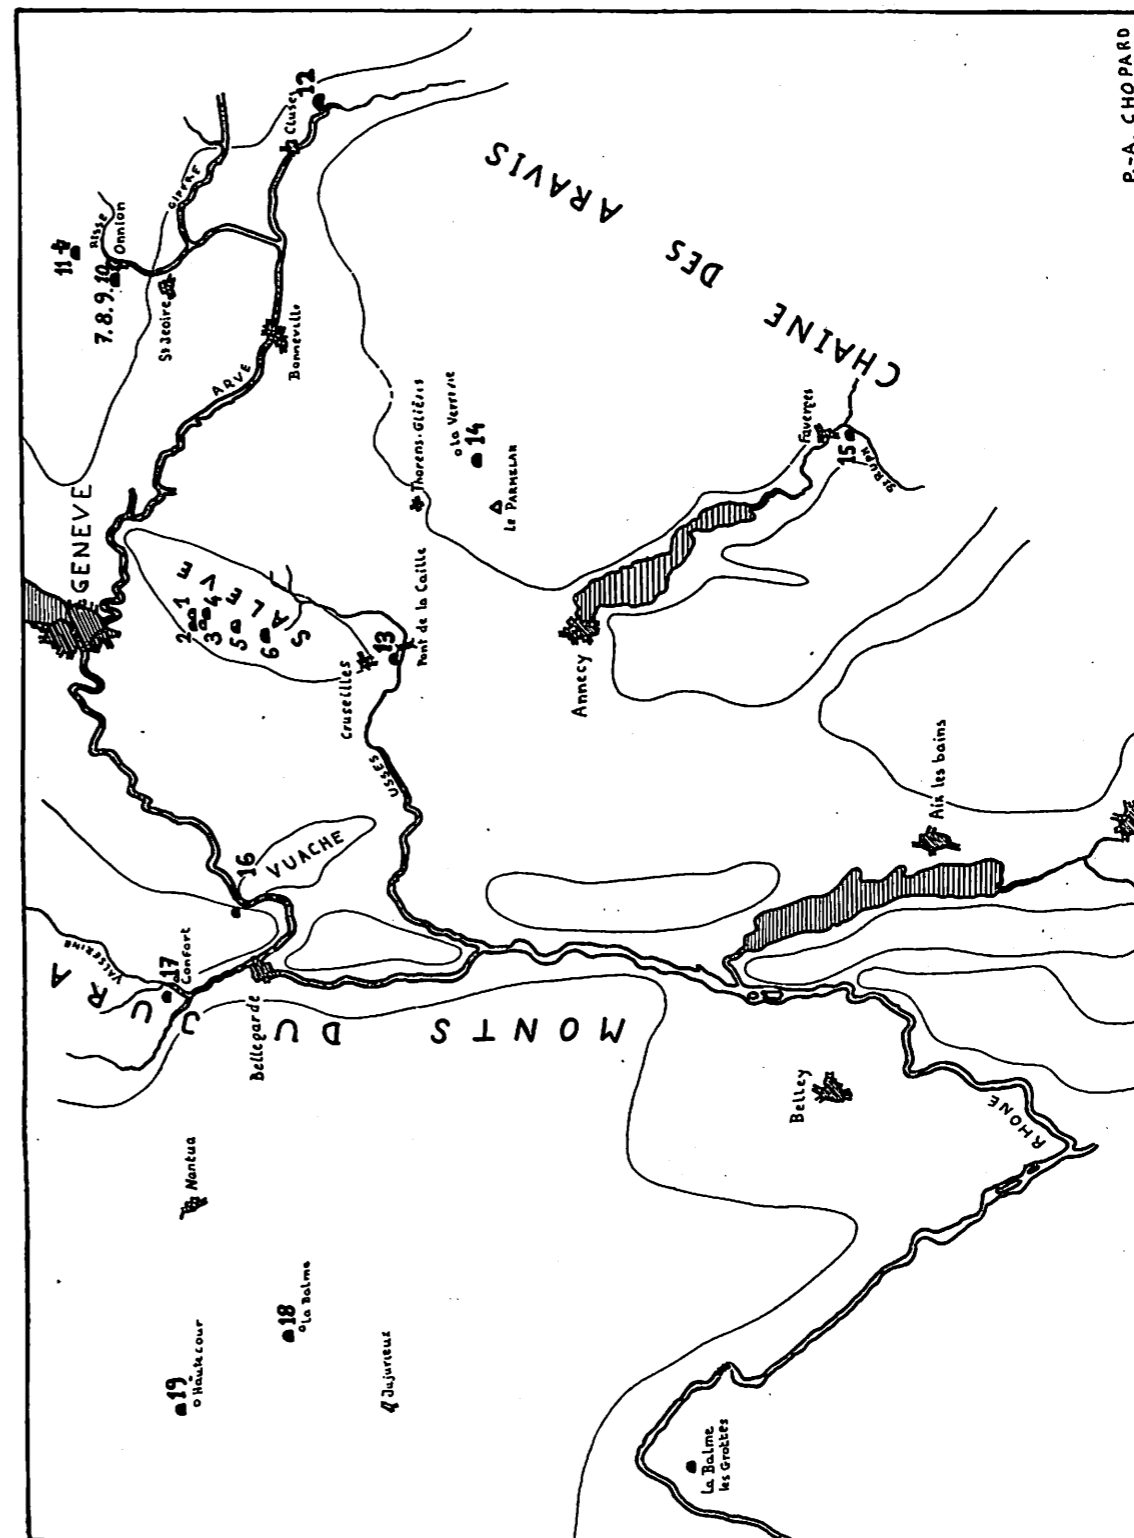 P.-A. CHOPARD
12
Cluses
GIFFRE
RISSE
Onnion
11
7.8.9.10
St Jeoire
Bonneville
ARVE
CHAINE DES ARAVIS
Thorens-Glières
La Verrerie
14
Le PARMELAN
Faverges
15
St RUPH
GENEVE
SALEVE
1
2
3
4
5
6
13
Pont de la Caille
Cruseilles
USSES
Annecy
Aix les bains
16
VUACHE
VALSERINE
17
Confort
Bellegarde
MONTS DU JURA
Belley
RHONE
Nantua
18
La Balme
19
Hautecour
Jujurieux
La Balme
les Grottes